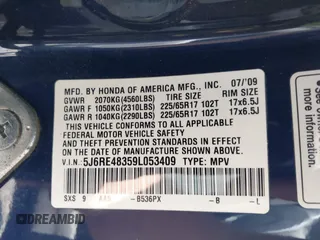 MFD. BY HONDA OF AMERICA MFG., INC. 07/'09
GVWR 2070KG(4560LBS) TIRE SIZE RIM SIZE
GAWR F 1050KG(2310LBS) 225/65R17 102T 17x6.5J
GAWR R 1040KG(2290LBS) 225/65R17 102T 17x6.5J
THIS VEHICLE CONFORMS TO ALL APPLICABLE
FEDERAL MOTOR VEHICLE SAFETY,
BUMPER, AND THEFT PREVENTION STANDARDS
IN EFFECT ON THE DATE OF MANUFACTURE
SHOWN ABOVE.
V.I.N: 5J6RE48359L053409 TYPE: MPV
SXS 9 B536PX -B -L
DREAMBID